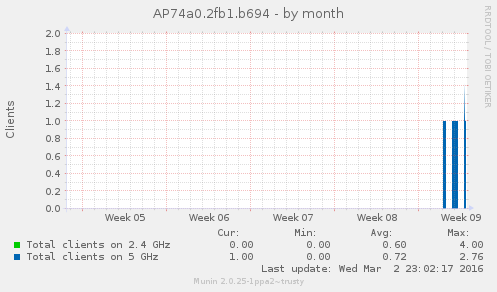 AP74a0.2fb1.b694 - by month
RRDTOOL / TOBI OETIKER
Clients
2.0
1.8
1.6
1.4
1.2
1.0
0.8
0.6
0.4
0.2
0.0
Week 05 Week 06 Week 07 Week 08 Week 09
Cur: Min: Avg: Max:
Total clients on 2.4 GHz 0.00 0.00 0.60 4.00
Total clients on 5 GHz 1.00 0.00 0.72 2.76
Last update: Wed Mar 2 23:02:17 2016
Munin 2.0.25-1ppa2~trusty